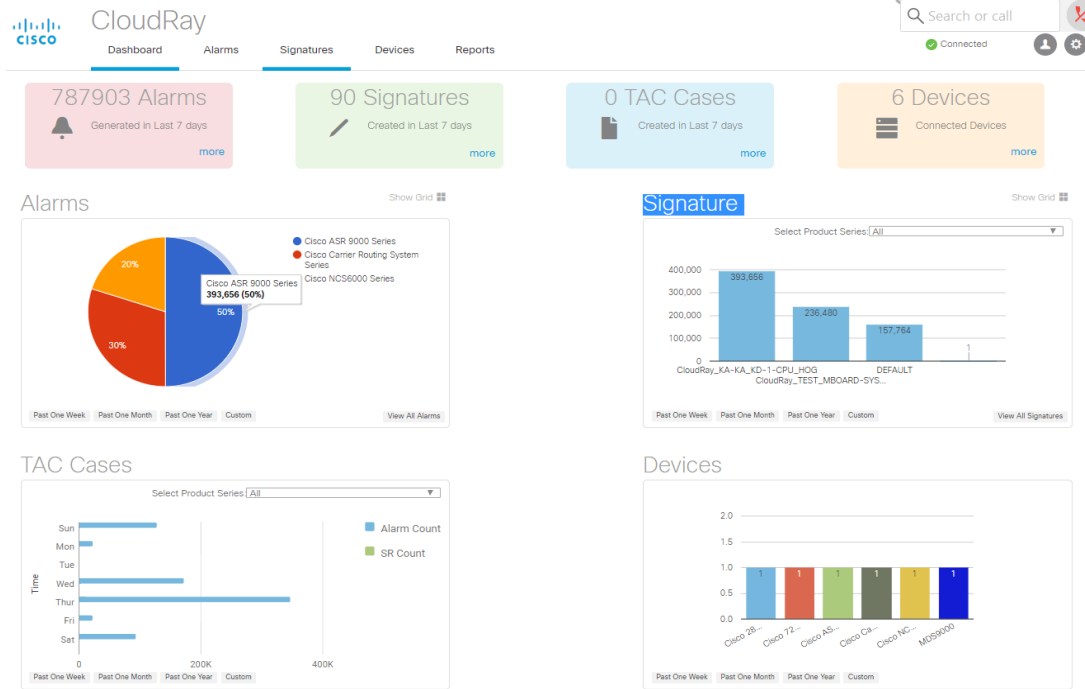 CISCO
CloudRay
Search or call
Dashboard Alarms Signatures Devices Reports
Connected
787903 Alarms
Generated in Last 7 days
more
90 Signatures
Created in Last 7 days
more
0 TAC Cases
Created in Last 7 days
more
6 Devices
Connected Devices
more
Alarms
Show Grid
Cisco ASR 9000 Series
Cisco Carrier Routing System
Series
Cisco NCS6000 Series
20%
30%
50%
Cisco ASR 9000 Series
393,656 (50%)
Past One Week Past One Month Past One Year Custom
View All Alarms
Signature
Show Grid
Select Product Series: All
400,000
300,000
200,000
100,000
0
393,656
236,480
157,764
1
CloudRay_KA-KA_KD-1-CPU_HOG
CloudRay_TEST_MBOARD-SYS...
DEFAULT
Past One Week Past One Month Past One Year Custom
View All Signatures
TAC Cases
Select Product Series: All
Time
Sun
Mon
Tue
Wed
Thur
Fri
Sat
0 200K 400K
Alarm Count
SR Count
Past One Week Past One Month Past One Year Custom
Devices
2.0
1.5
1.0
0.5
0.0
1 1 1 1 1 1
Cisco 28... Cisco 72... Cisco AS... Cisco Ca... Cisco NC... MDS9000
Past One Week Past One Month Past One Year Custom